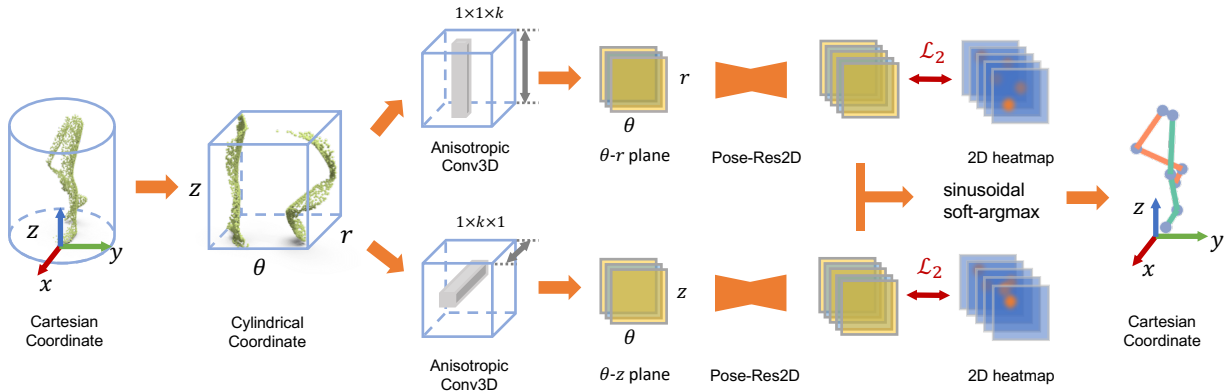 z
y
x
Cartesian
Coordinate
z
r
θ
Cylindrical
Coordinate
1×1×k
Anisotropic
Conv3D
r
θ
θ-r plane
Pose-Res2D
ℒ₂
2D heatmap
1×k×1
Anisotropic
Conv3D
z
θ
θ-z plane
Pose-Res2D
ℒ₂
2D heatmap
sinusoidal
soft-argmax
z
y
x
Cartesian
Coordinate